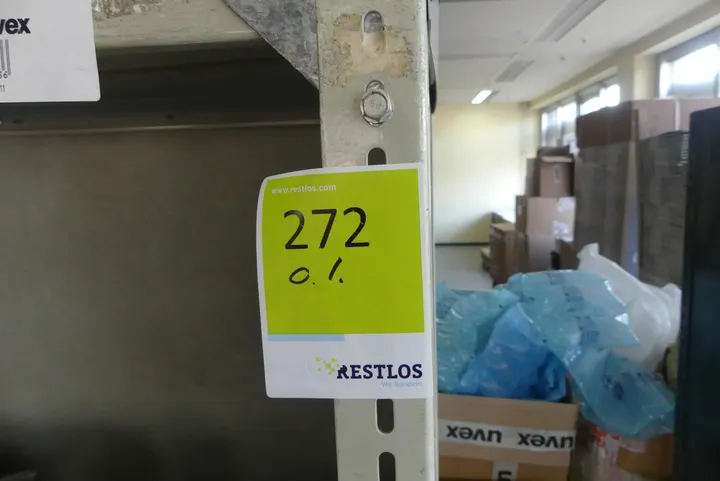 uvex
www.restlos.com
272
o. I.
RESTLOS
uvex uvex